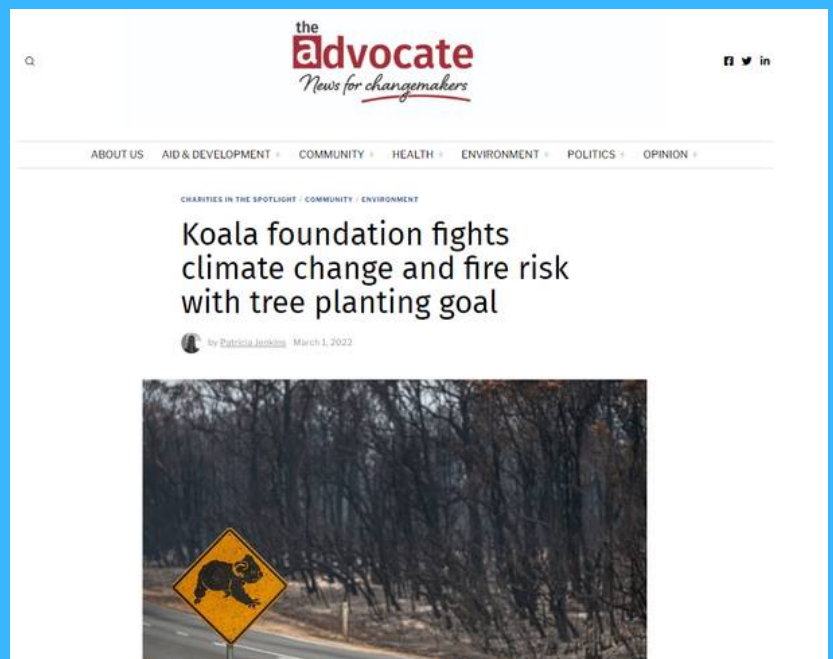 the
advocate
News for changemakers
ABOUT US AID & DEVELOPMENT + COMMUNITY + HEALTH + ENVIRONMENT + POLITICS + OPINION +
CHARITIES IN THE SPOTLIGHT / COMMUNITY / ENVIRONMENT
Koala foundation fights
climate change and fire risk
with tree planting goal
by Patricia Jenkins March 1, 2022